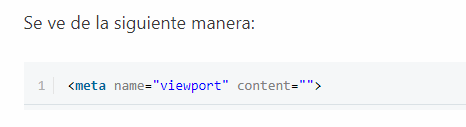 Se ve de la siguiente manera:
1 <meta name="viewport" content="">